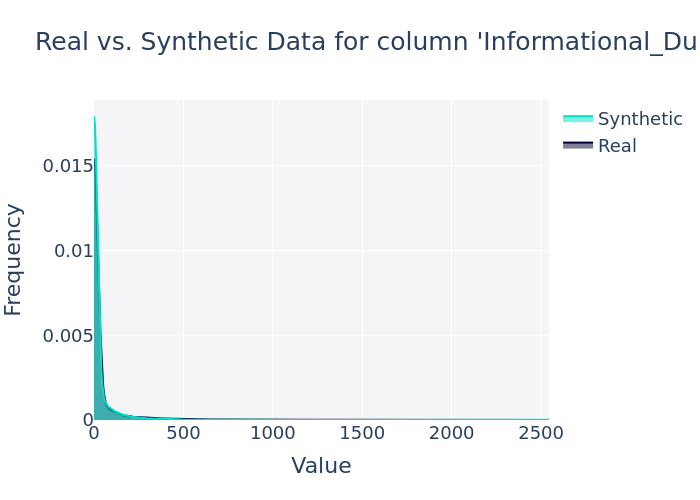 Real vs. Synthetic Data for column 'Informational_Du
Synthetic
Real
0.015
0.01
0.005
0
0
500
1000
1500
2000
2500
Frequency
Value